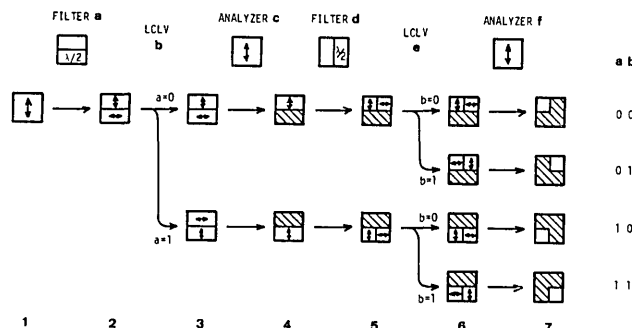 FILTER a
LCLV
b
ANALYZER c
FILTER d
LCLV
e
ANALYZER f
λ/2
λ/2
a b
a=0
b=0
0 0
b=1
0 1
a=1
b=0
1 0
b=1
1 1
1 2 3 4 5 6 7